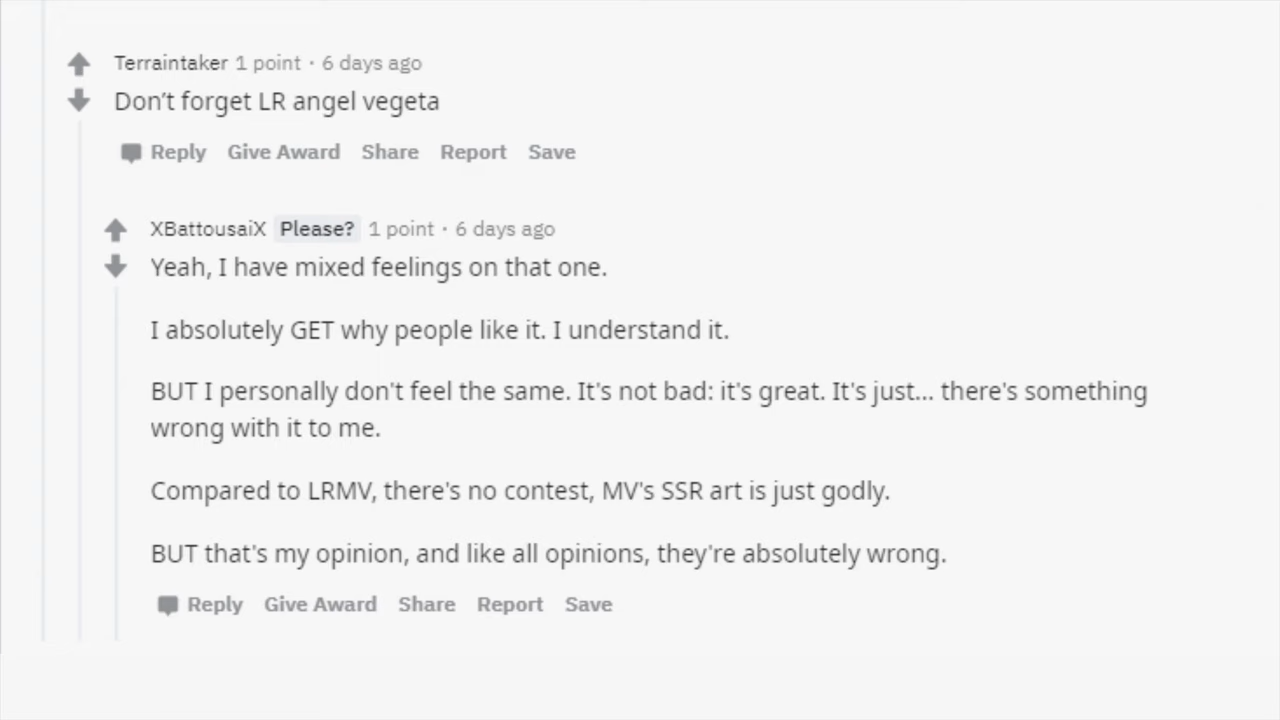 Terraintaker 1 point · 6 days ago
Don’t forget LR angel vegeta
Reply Give Award Share Report Save
XBattousaiX Please? 1 point · 6 days ago
Yeah, I have mixed feelings on that one.
I absolutely GET why people like it. I understand it.
BUT I personally don't feel the same. It's not bad: it's great. It's just... there's something
wrong with it to me.
Compared to LRMV, there's no contest, MV's SSR art is just godly.
BUT that's my opinion, and like all opinions, they're absolutely wrong.
Reply Give Award Share Report Save